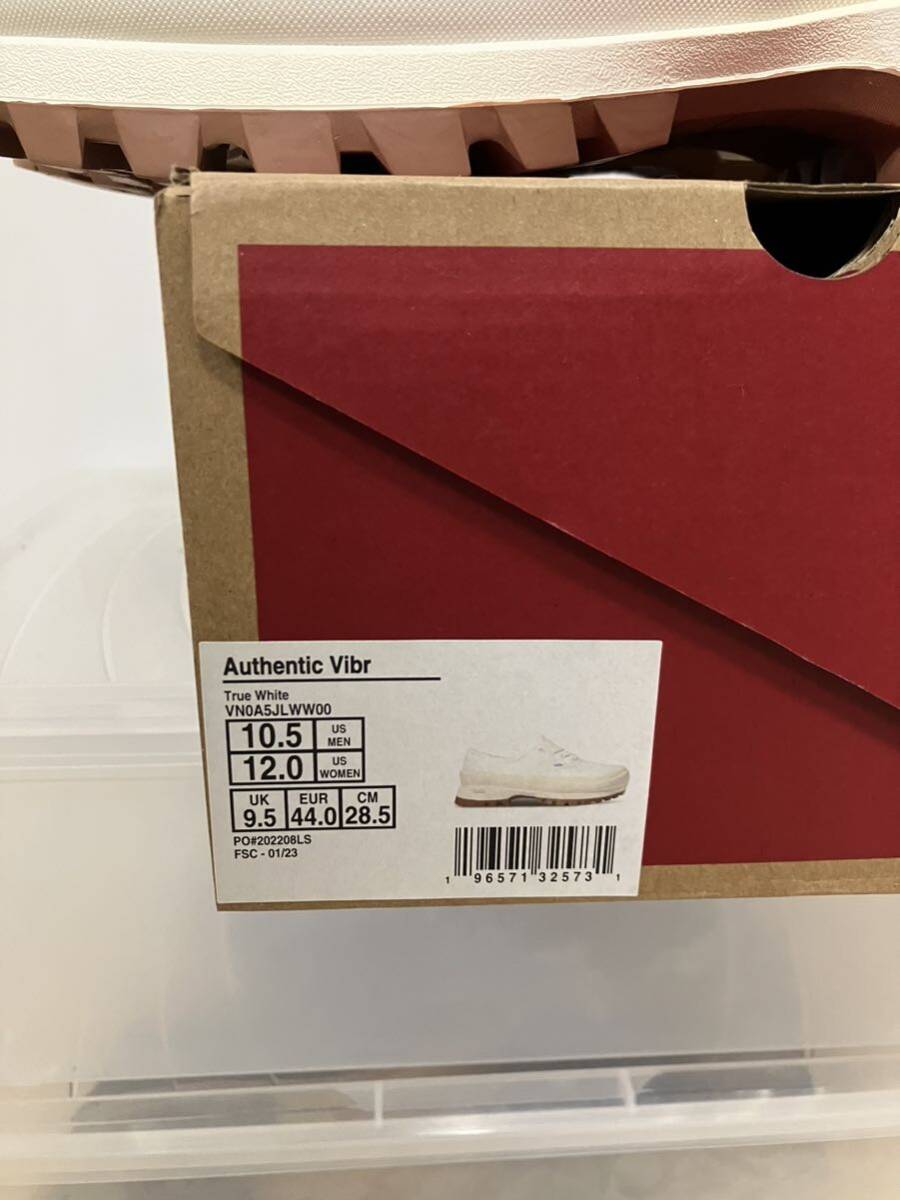 Authentic Vibr
True White
VN0A5JLWW00
10.5 US MEN
12.0 US WOMEN
UK EUR CM
9.5 44.0 28.5
PO#202208LS
FSC - 01/23
1 96571 32573 1